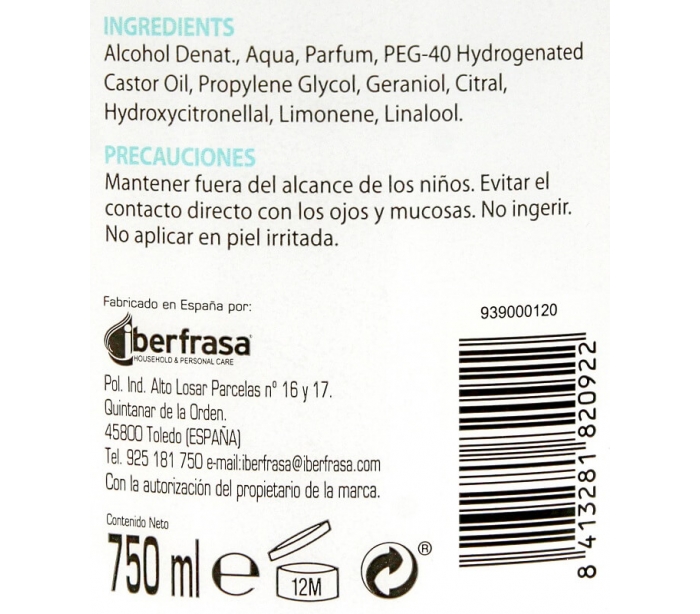 INGREDIENTS
Alcohol Denat., Aqua, Parfum, PEG-40 Hydrogenated
Castor Oil, Propylene Glycol, Geraniol, Citral,
Hydroxycitronellal, Limonene, Linalool.
PRECAUCIONES
Mantener fuera del alcance de los niños. Evitar el
contacto directo con los ojos y mucosas. No ingerir.
No aplicar en piel irritada.
Fabricado en España por:
iberfrasa
HOUSEHOLD & PERSONAL CARE
Pol. Ind. Alto Losar Parcelas nº 16 y 17.
Quintanar de la Orden.
45800 Toledo (ESPAÑA)
Tel. 925 181 750 e-mail:iberfrasa@iberfrasa.com
Con la autorización del propietario de la marca.
Contenido Neto
750 ml e
12M
®
939000120
8 413281 820922